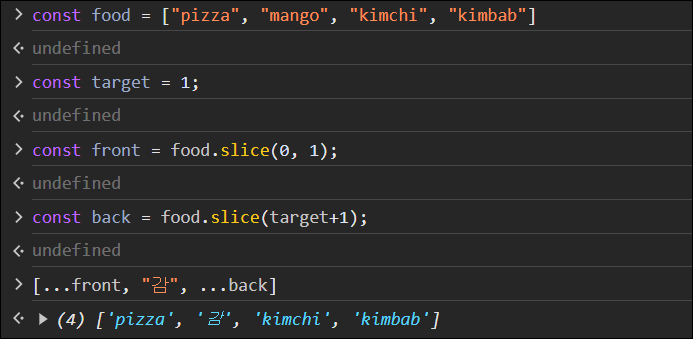 > const food = ["pizza", "mango", "kimchi", "kimbab"]
undefined
> const target = 1;
undefined
> const front = food.slice(0, 1);
undefined
> const back = food.slice(target+1);
undefined
> [...front, "감", ...back]
(4) ['pizza', '감', 'kimchi', 'kimbab']